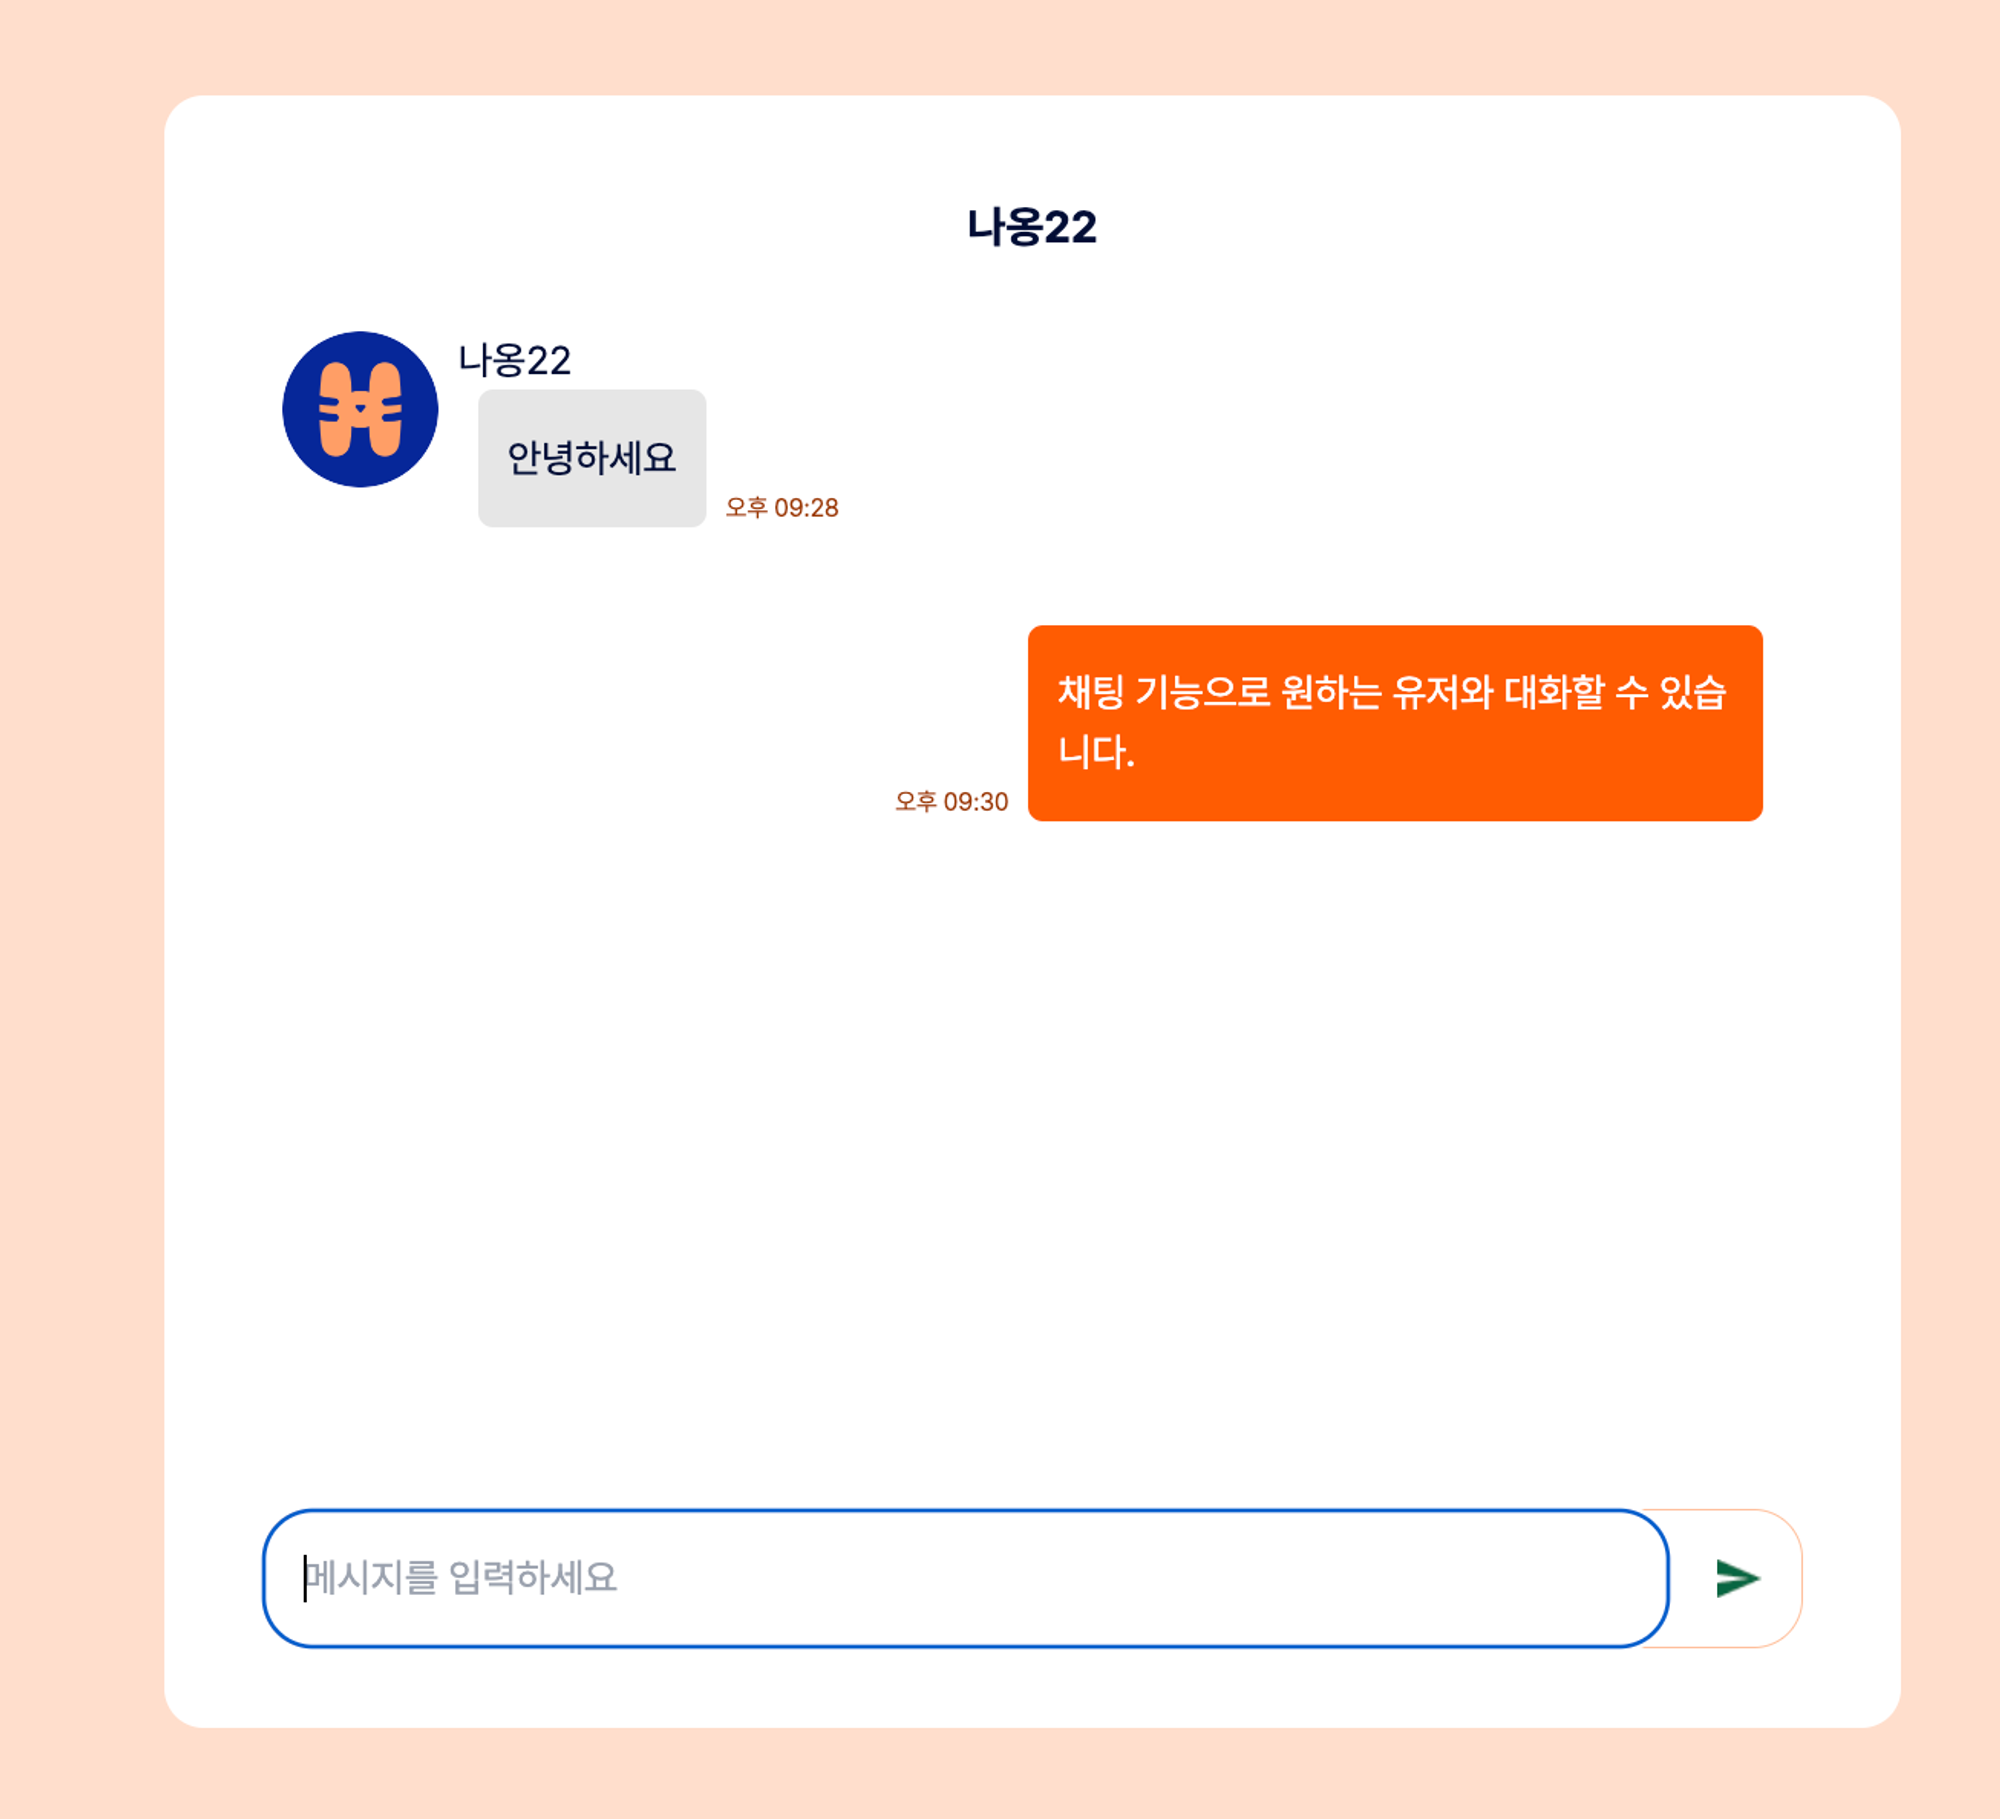 나옹22
나옹22
안녕하세요
오후 09:28
채팅 기능으로 원하는 유저와 대화할 수 있습
니다.
오후 09:30
메시지를 입력하세요